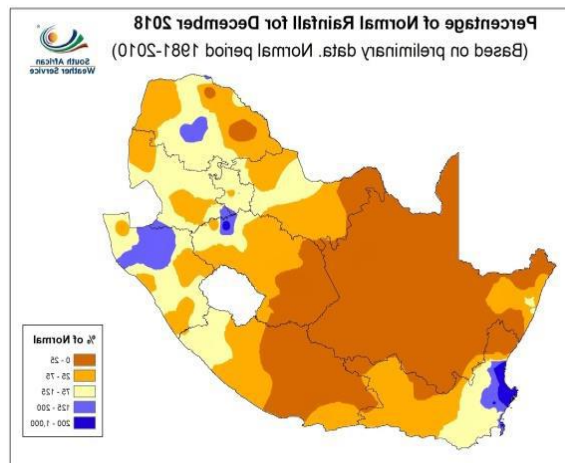 Percentage of Normal Rainfall for December 2018
(Based on preliminary data. Normal period 1981-2010)
South African
Weather Service
% of Normal
0 - 25
25 - 75
75 - 125
125 - 200
200 - 1,000